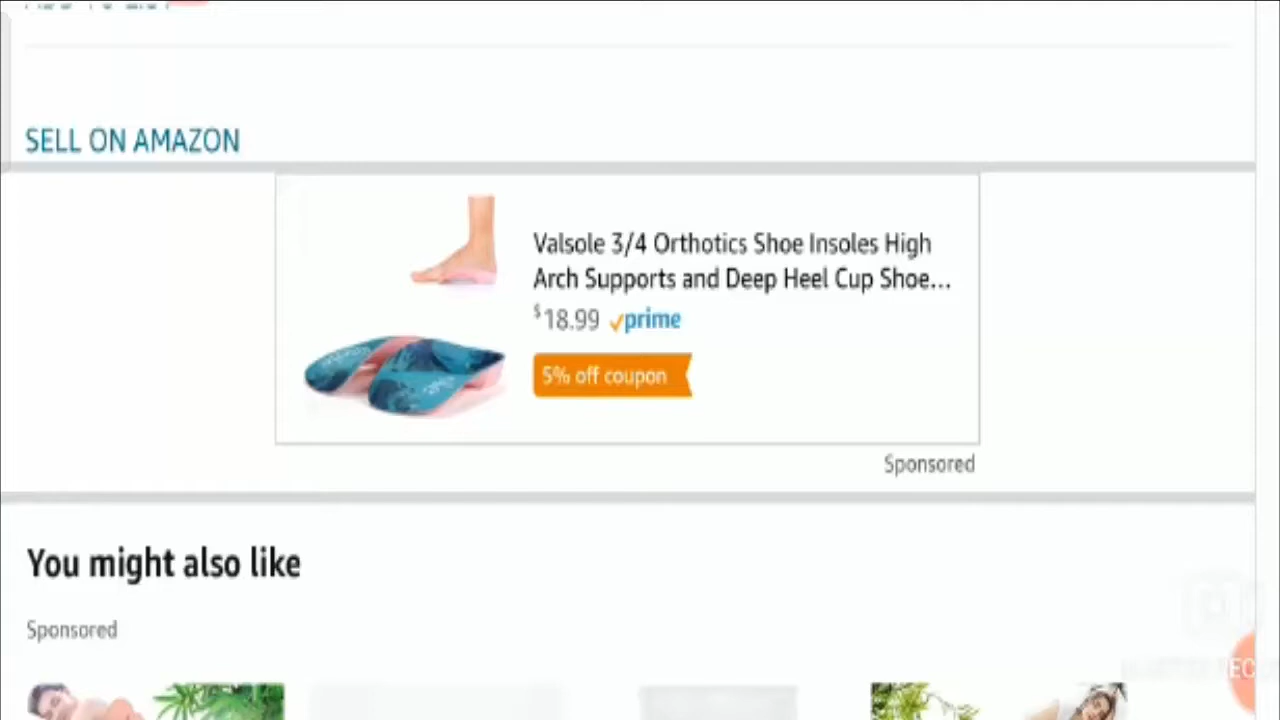 SELL ON AMAZON
Valsole 3/4 Orthotics Shoe Insoles High
Arch Supports and Deep Heel Cup Shoe...
$18.99 prime
5% off coupon
Sponsored
You might also like
Sponsored